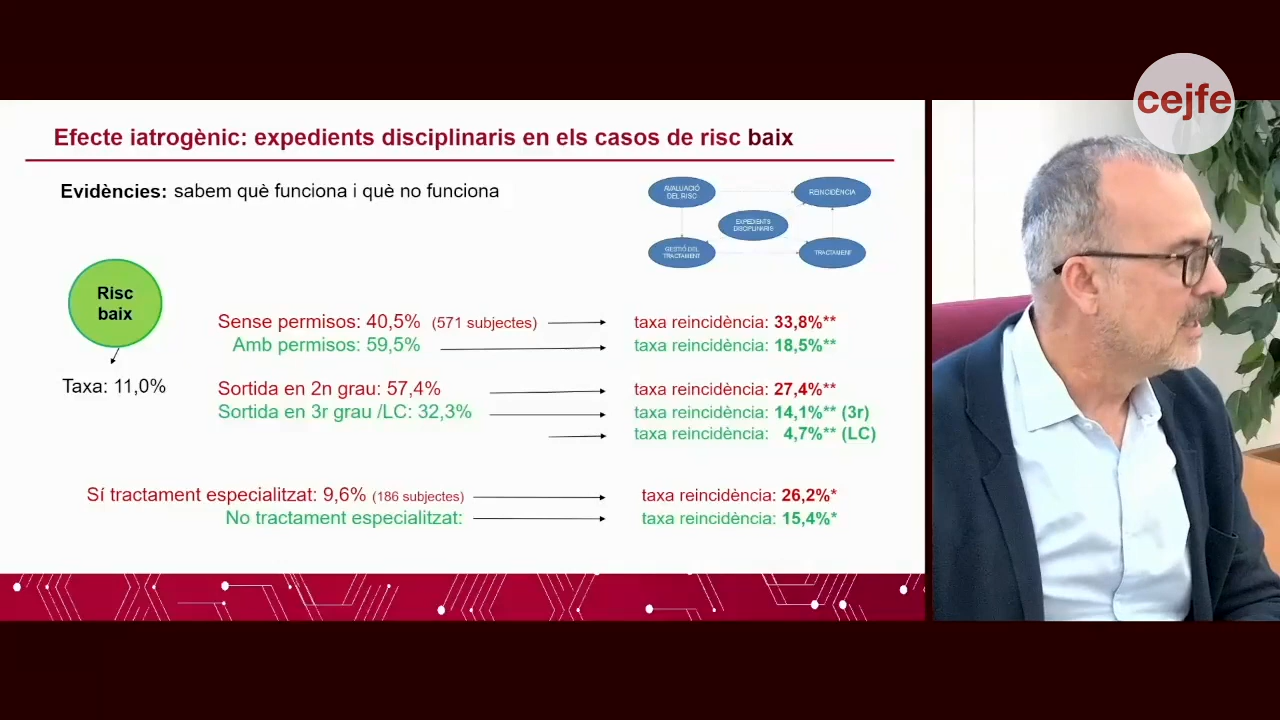 cejfe
Efecte iatrogènic: expedients disciplinaris en els casos de risc baix
Evidències: sabem què funciona i què no funciona
AVALUACIÓ
DEL RISC
REINCIDÈNCIA
EXPEDIENTS
DISCIPLINARIS
GESTIÓ DEL
TRACTAMENT
TRACTAMENT
Risc
baix
Taxa: 11,0%
Sense permisos: 40,5% (571 subjectes)
taxa reincidència: 33,8%**
Amb permisos: 59,5%
taxa reincidència: 18,5%**
Sortida en 2n grau: 57,4%
taxa reincidència: 27,4%**
Sortida en 3r grau /LC: 32,3%
taxa reincidència: 14,1%** (3r)
taxa reincidència: 4,7%** (LC)
Sí tractament especialitzat: 9,6% (186 subjectes)
taxa reincidència: 26,2%*
No tractament especialitzat:
taxa reincidència: 15,4%*